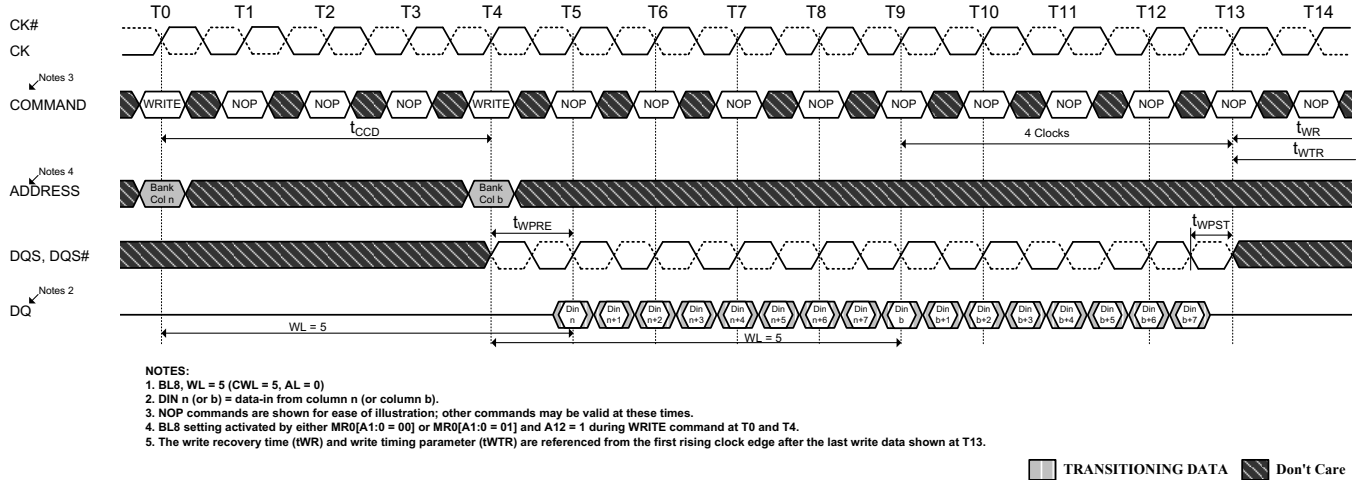 T0 T1 T2 T3 T4 T5 T6 T7 T8 T9 T10 T11 T12 T13 T14
CK#
CK
Notes 3
COMMAND WRITE NOP NOP NOP WRITE NOP NOP NOP NOP NOP NOP NOP NOP NOP NOP
tCCD 4 Clocks tWR
tWTR
Notes 4
ADDRESS Bank Col n Bank Col b
tWPRE tWPST
DQS, DQS#
Notes 2
DQ Din n Din n+1 Din n+2 Din n+3 Din n+4 Din n+5 Din n+6 Din n+7 Din b Din b+1 Din b+2 Din b+3 Din b+4 Din b+5 Din b+6 Din b+7
WL = 5 WL = 5
NOTES:
1. BL8, WL = 5 (CWL = 5, AL = 0)
2. DIN n (or b) = data-in from column n (or column b).
3. NOP commands are shown for ease of illustration; other commands may be valid at these times.
4. BL8 setting activated by either MR0[A1:0 = 00] or MR0[A1:0 = 01] and A12 = 1 during WRITE command at T0 and T4.
5. The write recovery time (tWR) and write timing parameter (tWTR) are referenced from the first rising clock edge after the last write data shown at T13.
TRANSITIONING DATA Don't Care